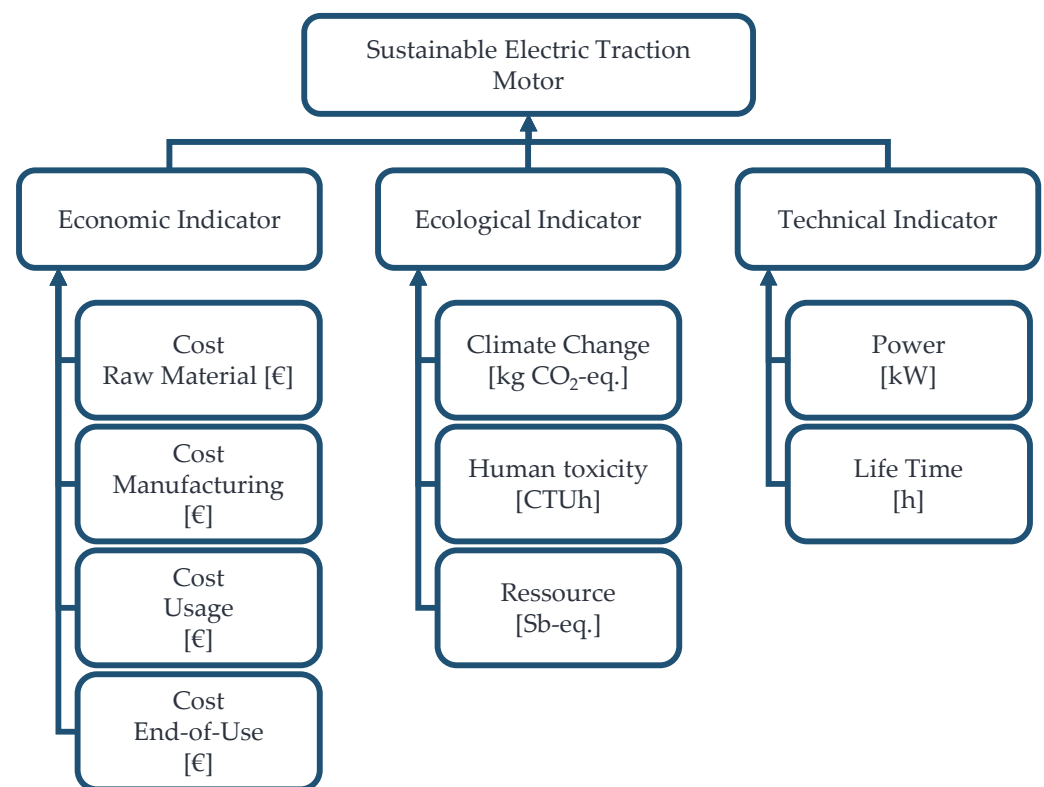 Sustainable Electric Traction
Motor
Economic Indicator
Ecological Indicator
Technical Indicator
Cost
Raw Material [€]
Cost
Manufacturing
[€]
Cost
Usage
[€]
Cost
End-of-Use
[€]
Climate Change
[kg CO₂-eq.]
Human toxicity
[CTUh]
Ressource
[Sb-eq.]
Power
[kW]
Life Time
[h]